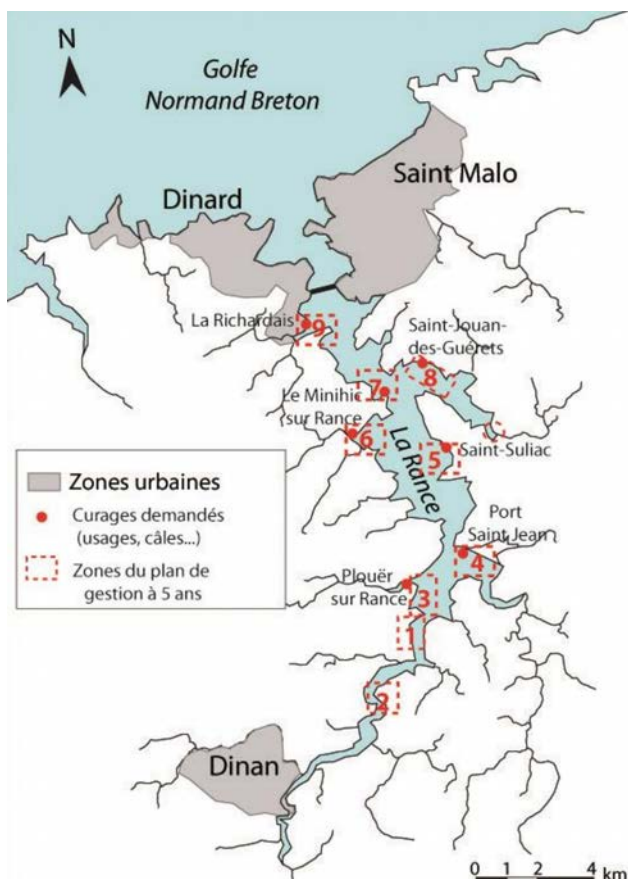 N
Golfe
Normand Breton
Saint Malo
Dinard
La Richardais
9
Saint-Jouan-
des-Guérets
8
7
Le Minihic
sur Rance
6
La Rance
5
Saint-Suliac
Zones urbaines
Curages demandés
(usages, câles...)
Zones du plan de
gestion à 5 ans
Port
Saint Jean
4
Plouër
sur Rance
3
1
2
Dinan
0 1 2 4 km